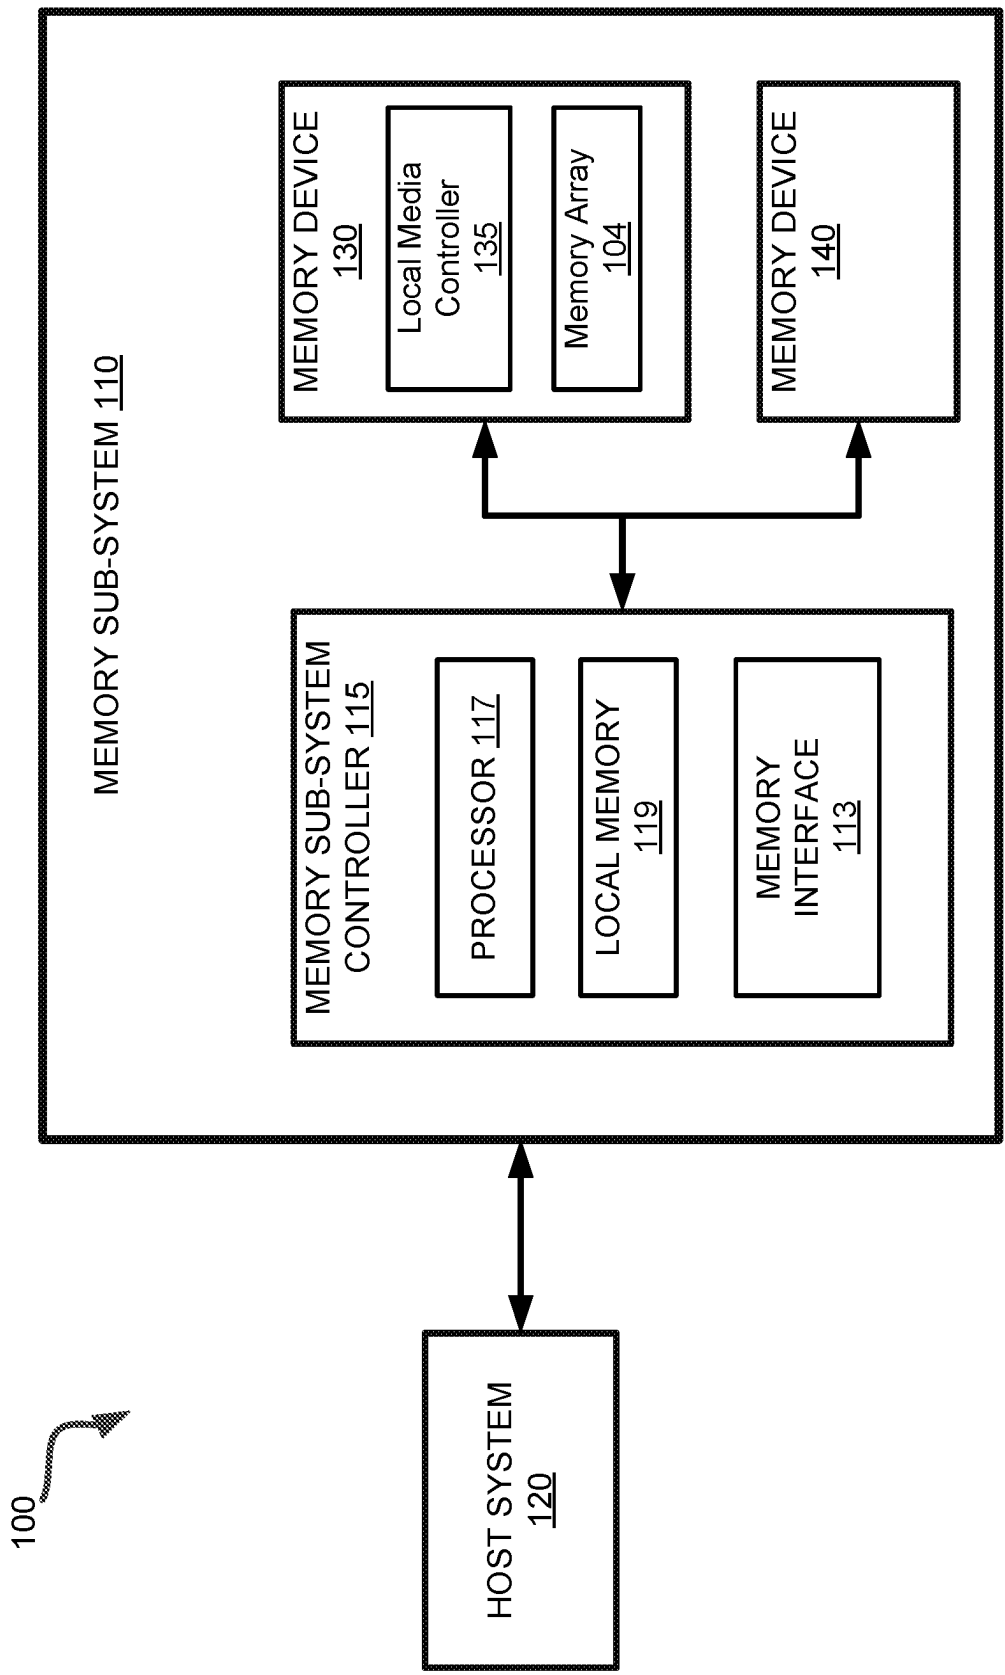 100
HOST SYSTEM
120
MEMORY SUB-SYSTEM 110
MEMORY SUB-SYSTEM
CONTROLLER 115
PROCESSOR 117
LOCAL MEMORY
119
MEMORY
INTERFACE
113
MEMORY DEVICE
130
Local Media
Controller
135
Memory Array
104
MEMORY DEVICE
140